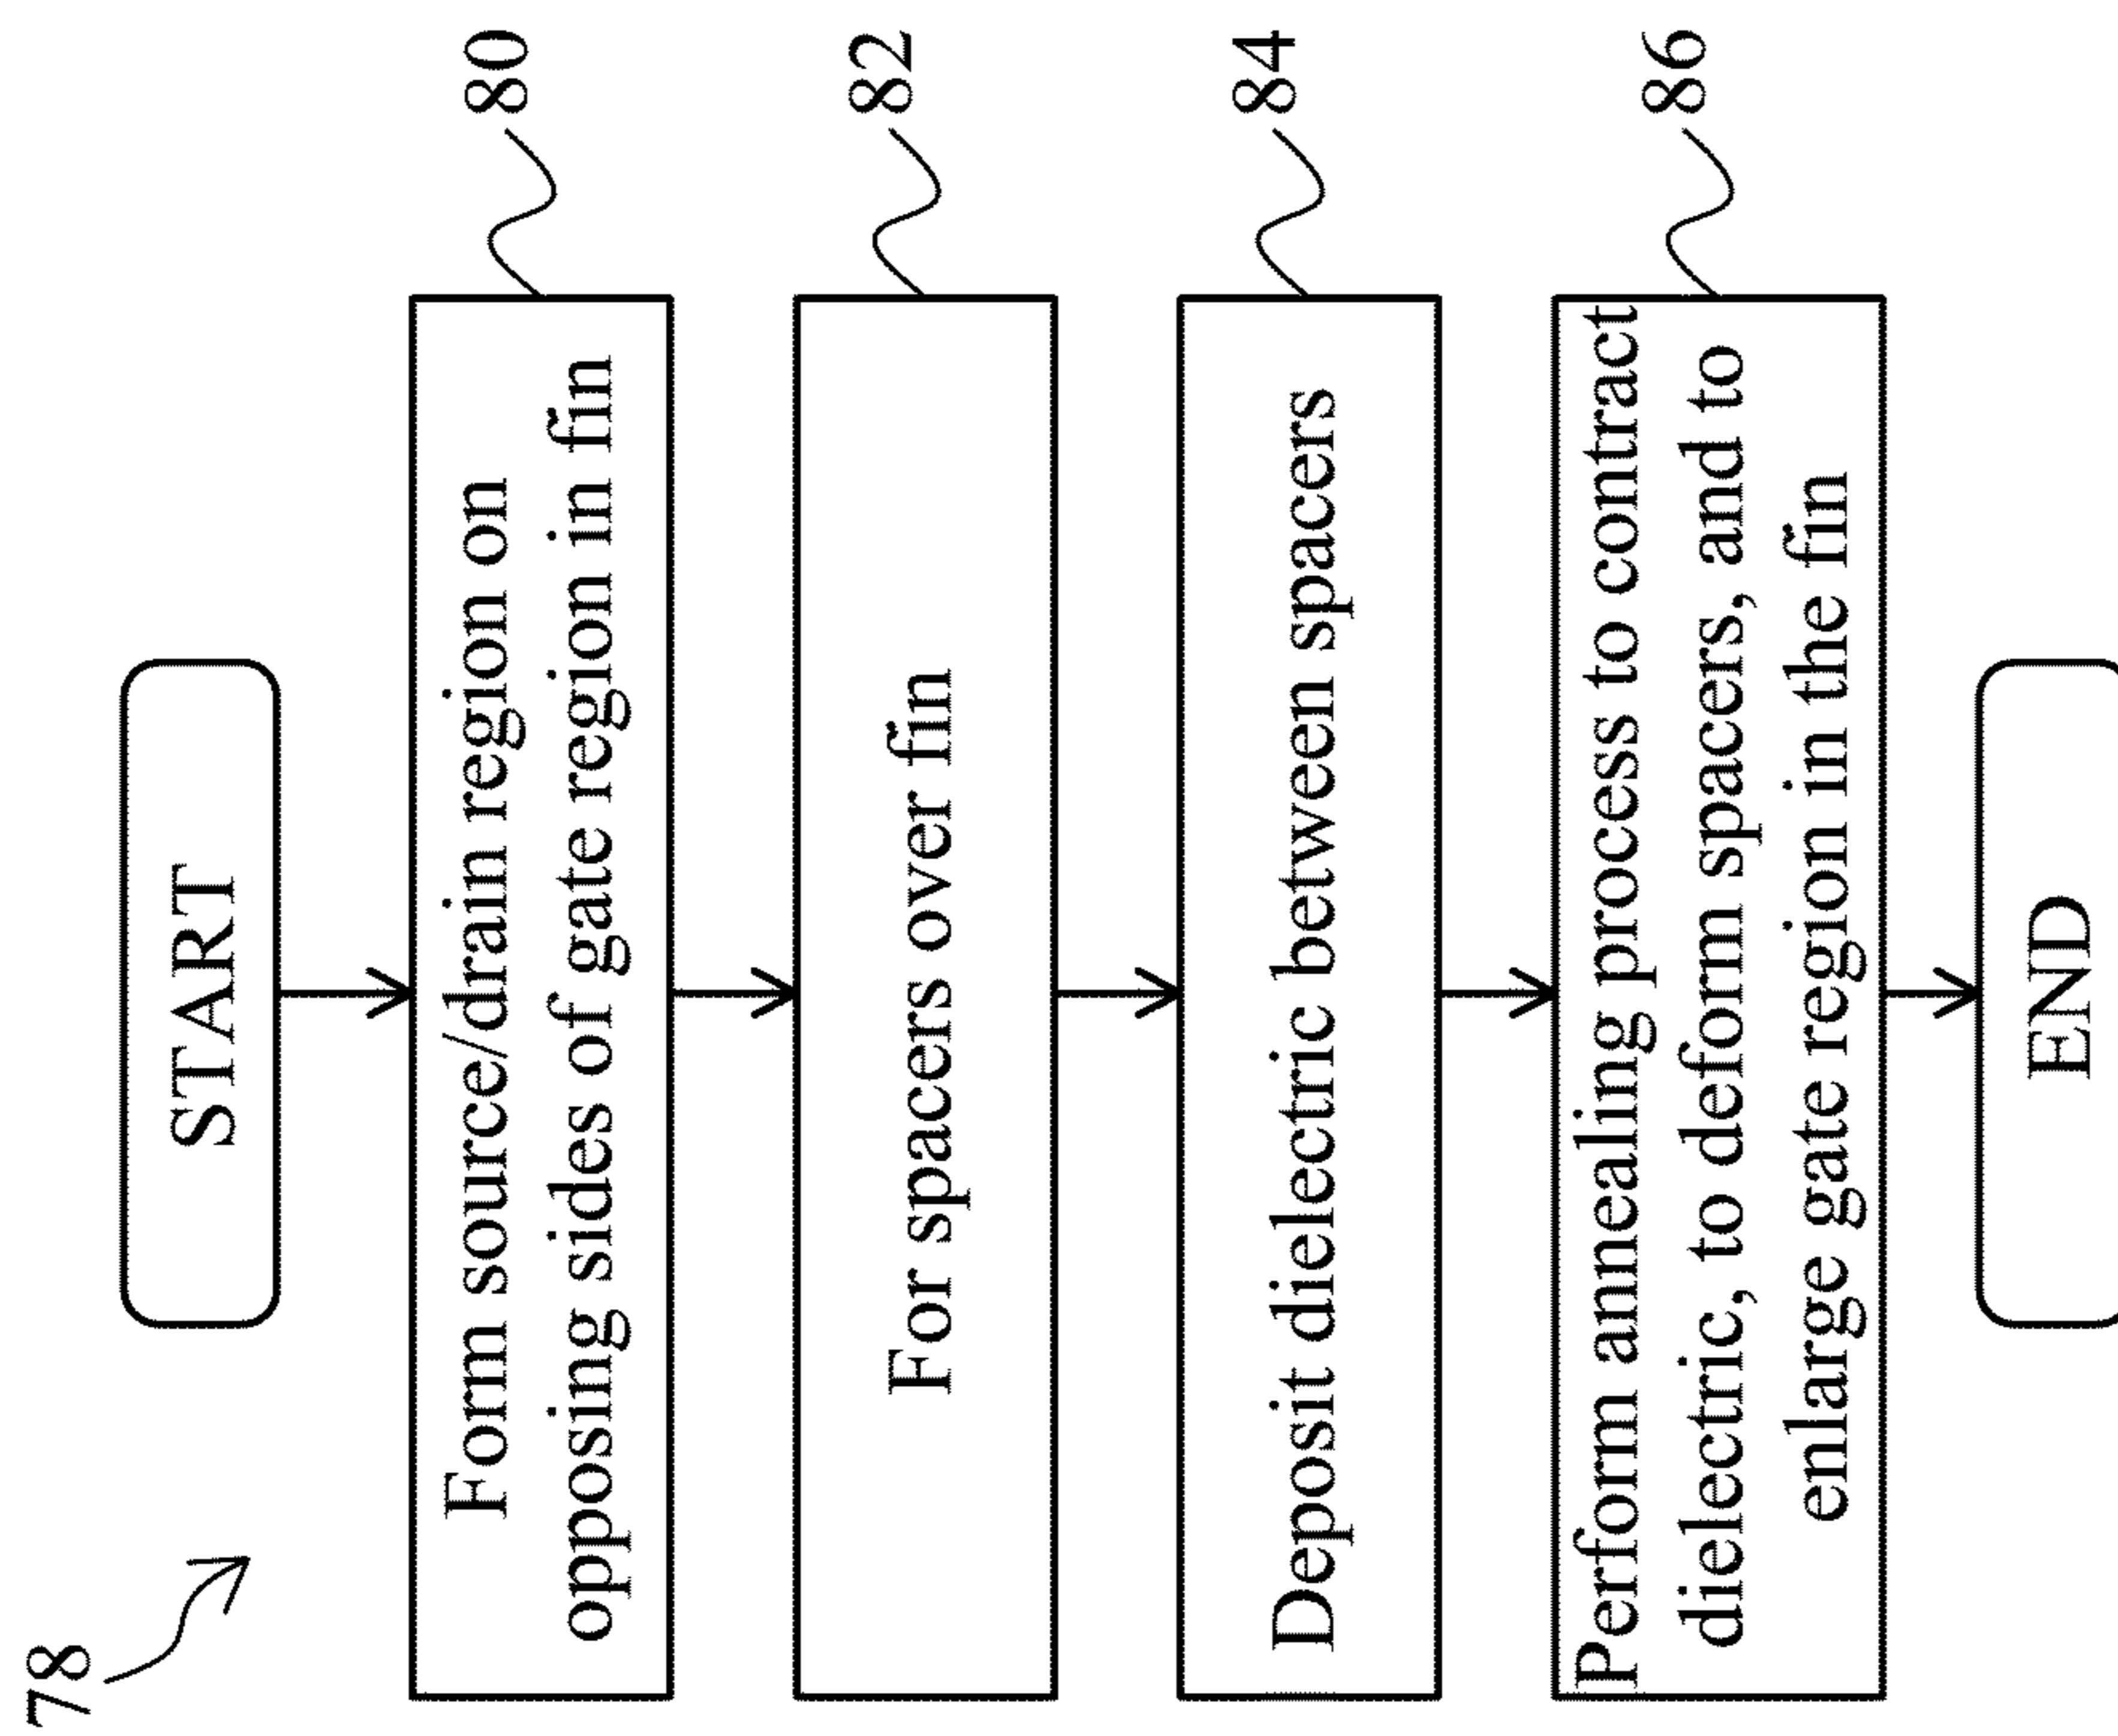 78
START
Form source/drain region on
opposing sides of gate region in fin
80
For spacers over fin
82
Deposit dielectric between spacers
84
Perform annealing process to contract
dielectric, to deform spacers, and to
enlarge gate region in the fin
86
END